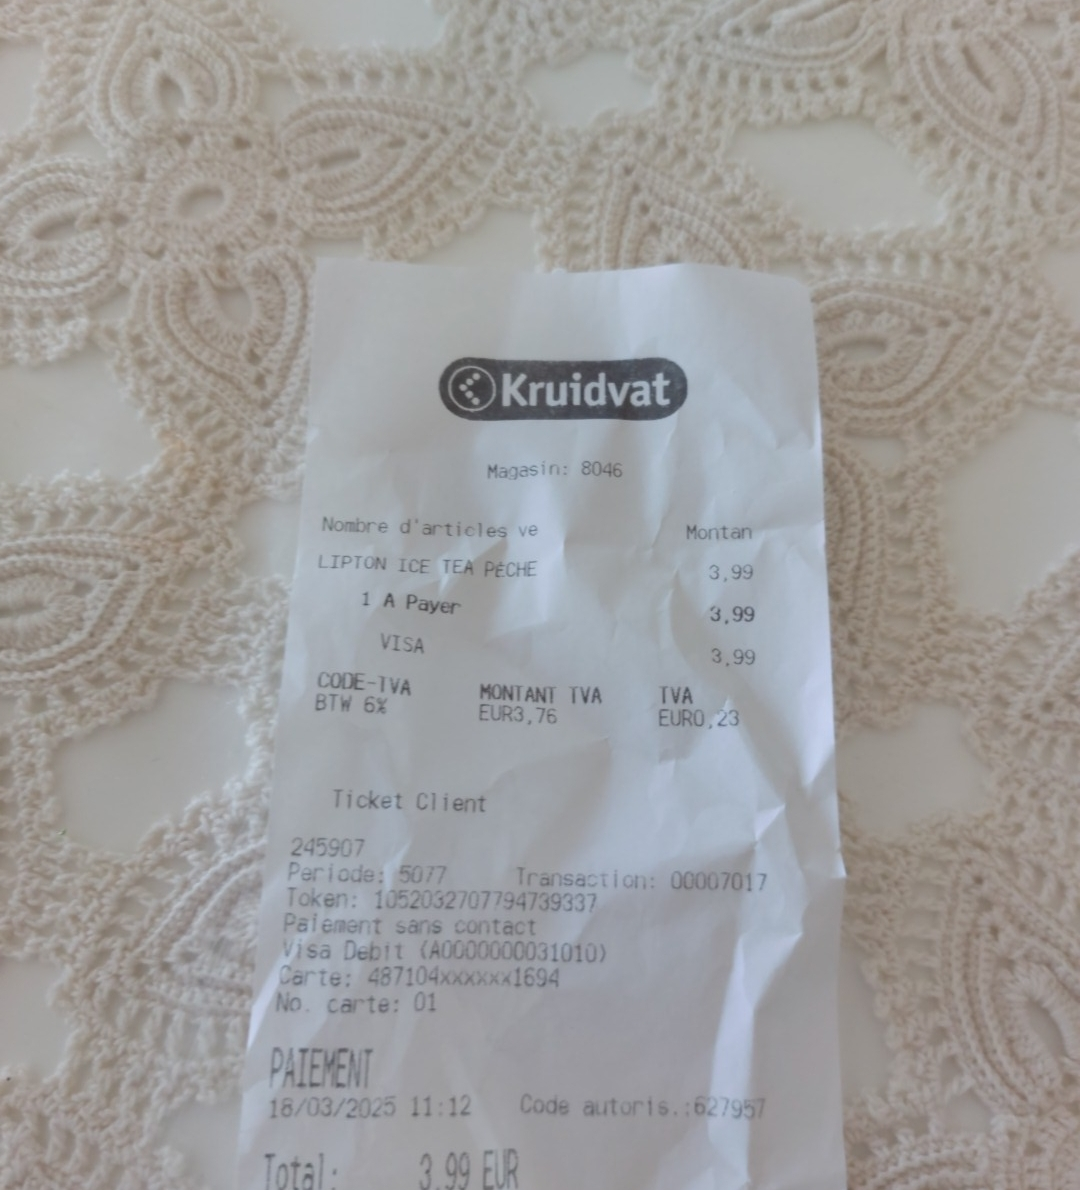 Kruidvat
Magasin: 8046
Nombre d'articles ve Montan
LIPTON ICE TEA PÊCHE 3,99
1 A Payer 3,99
VISA 3,99
CODE-TVA MONTANT TVA TVA
BTW 6% EUR3,76 EUR0,23
Ticket Client
245907
Periode: 5077 Transaction: 00007017
Token: 1052032707794739337
Paiement sans contact
Visa Debit (A0000000031010)
Carte: 487104xxxxxx1694
No. carte: 01
PAIEMENT
18/03/2025 11:12 Code autoris.:627957
Total: 3,99 EUR